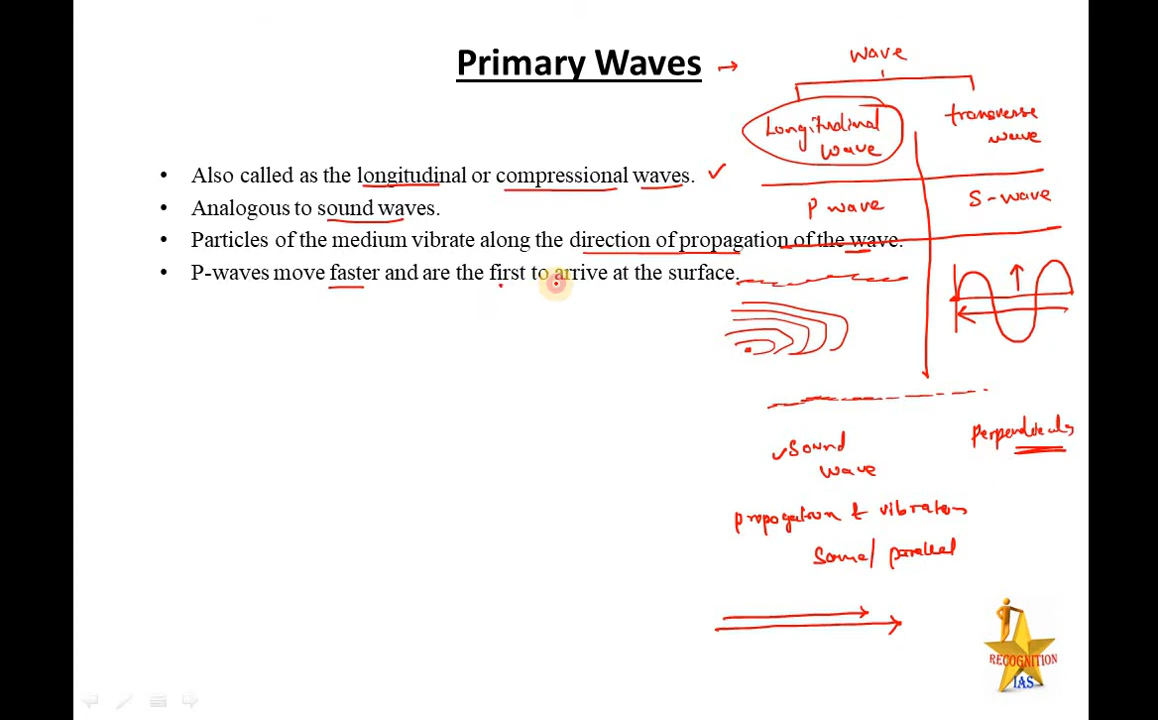 Primary Waves
wave
Longitudinal
wave
transverse
wave
• Also called as the longitudinal or compressional waves.
• Analogous to sound waves.
P wave
S-wave
• Particles of the medium vibrate along the direction of propagation of the wave.
• P-waves move faster and are the first to arrive at the surface.
Sound
wave
perpendicular
propogation & vibration
Same/ parallel
RECOGNITION
IAS